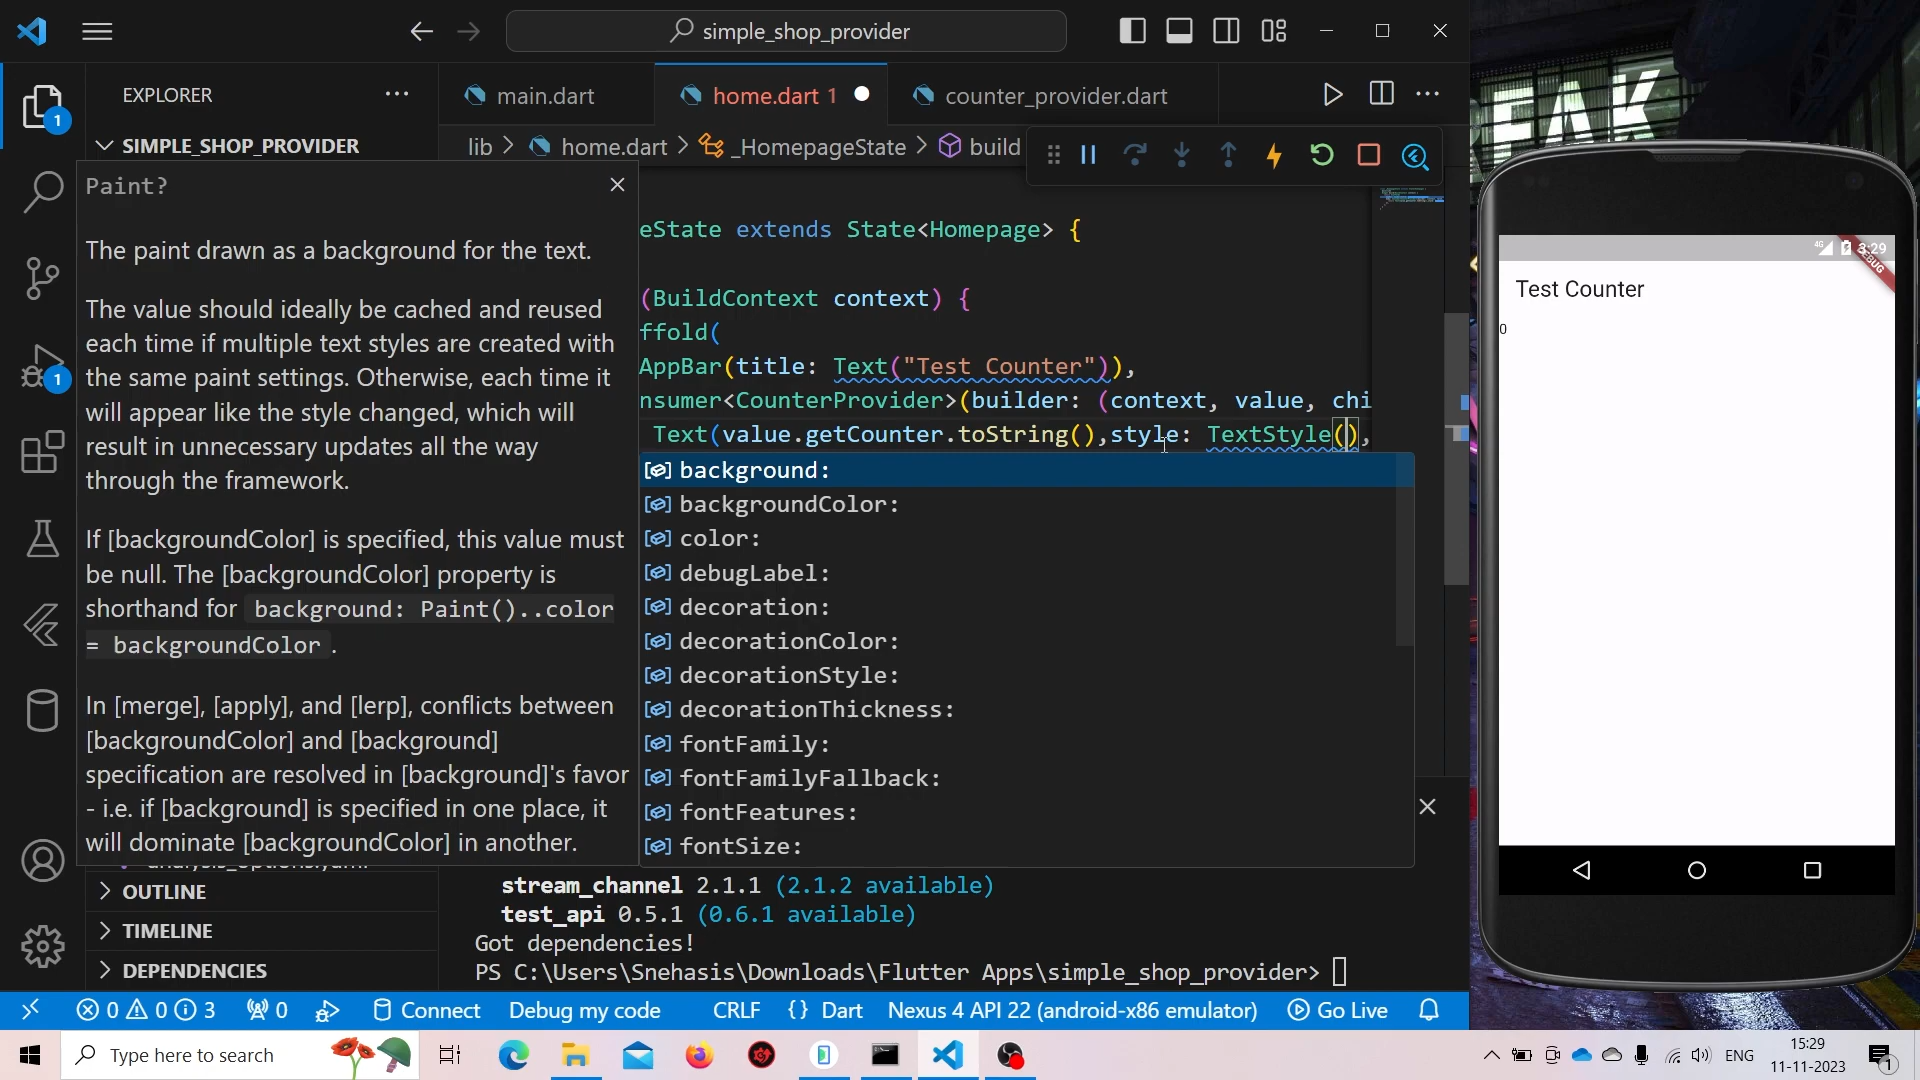 simple_shop_provider
EXPLORER
main.dart
home.dart 1
counter_provider.dart
1
SIMPLE_SHOP_PROVIDER
lib > home.dart > _HomepageState > build
Paint?
The paint drawn as a background for the text.
The value should ideally be cached and reused
each time if multiple text styles are created with
the same paint settings. Otherwise, each time it
will appear like the style changed, which will
result in unnecessary updates all the way
through the framework.
If [backgroundColor] is specified, this value must
be null. The [backgroundColor] property is
shorthand for background: Paint()..color
= backgroundColor .
In [merge], [apply], and [lerp], conflicts between
[backgroundColor] and [background]
specification are resolved in [background]'s favor
- i.e. if [background] is specified in one place, it
will dominate [backgroundColor] in another.
1
eState extends State<Homepage> {
(BuildContext context) {
ffold(
AppBar(title: Text("Test Counter")),
nsumer<CounterProvider>(builder: (context, value, chi
Text(value.getCounter.toString(),style: TextStyle(),
background:
backgroundColor:
color:
debugLabel:
decoration:
decorationColor:
decorationStyle:
decorationThickness:
fontFamily:
fontFamilyFallback:
fontFeatures:
fontSize:
analysis_options.yaml
OUTLINE
TIMELINE
DEPENDENCIES
stream_channel 2.1.1 (2.1.2 available)
test_api 0.5.1 (0.6.1 available)
Got dependencies!
PS C:\Users\Snehasis\Downloads\Flutter Apps\simple_shop_provider>
0 0 3 0 Connect Debug my code CRLF {} Dart Nexus 4 API 22 (android-x86 emulator) Go Live
Type here to search
ENG
15:29
11-11-2023
1
EAK
4G 3:29
DEBUG
Test Counter
0